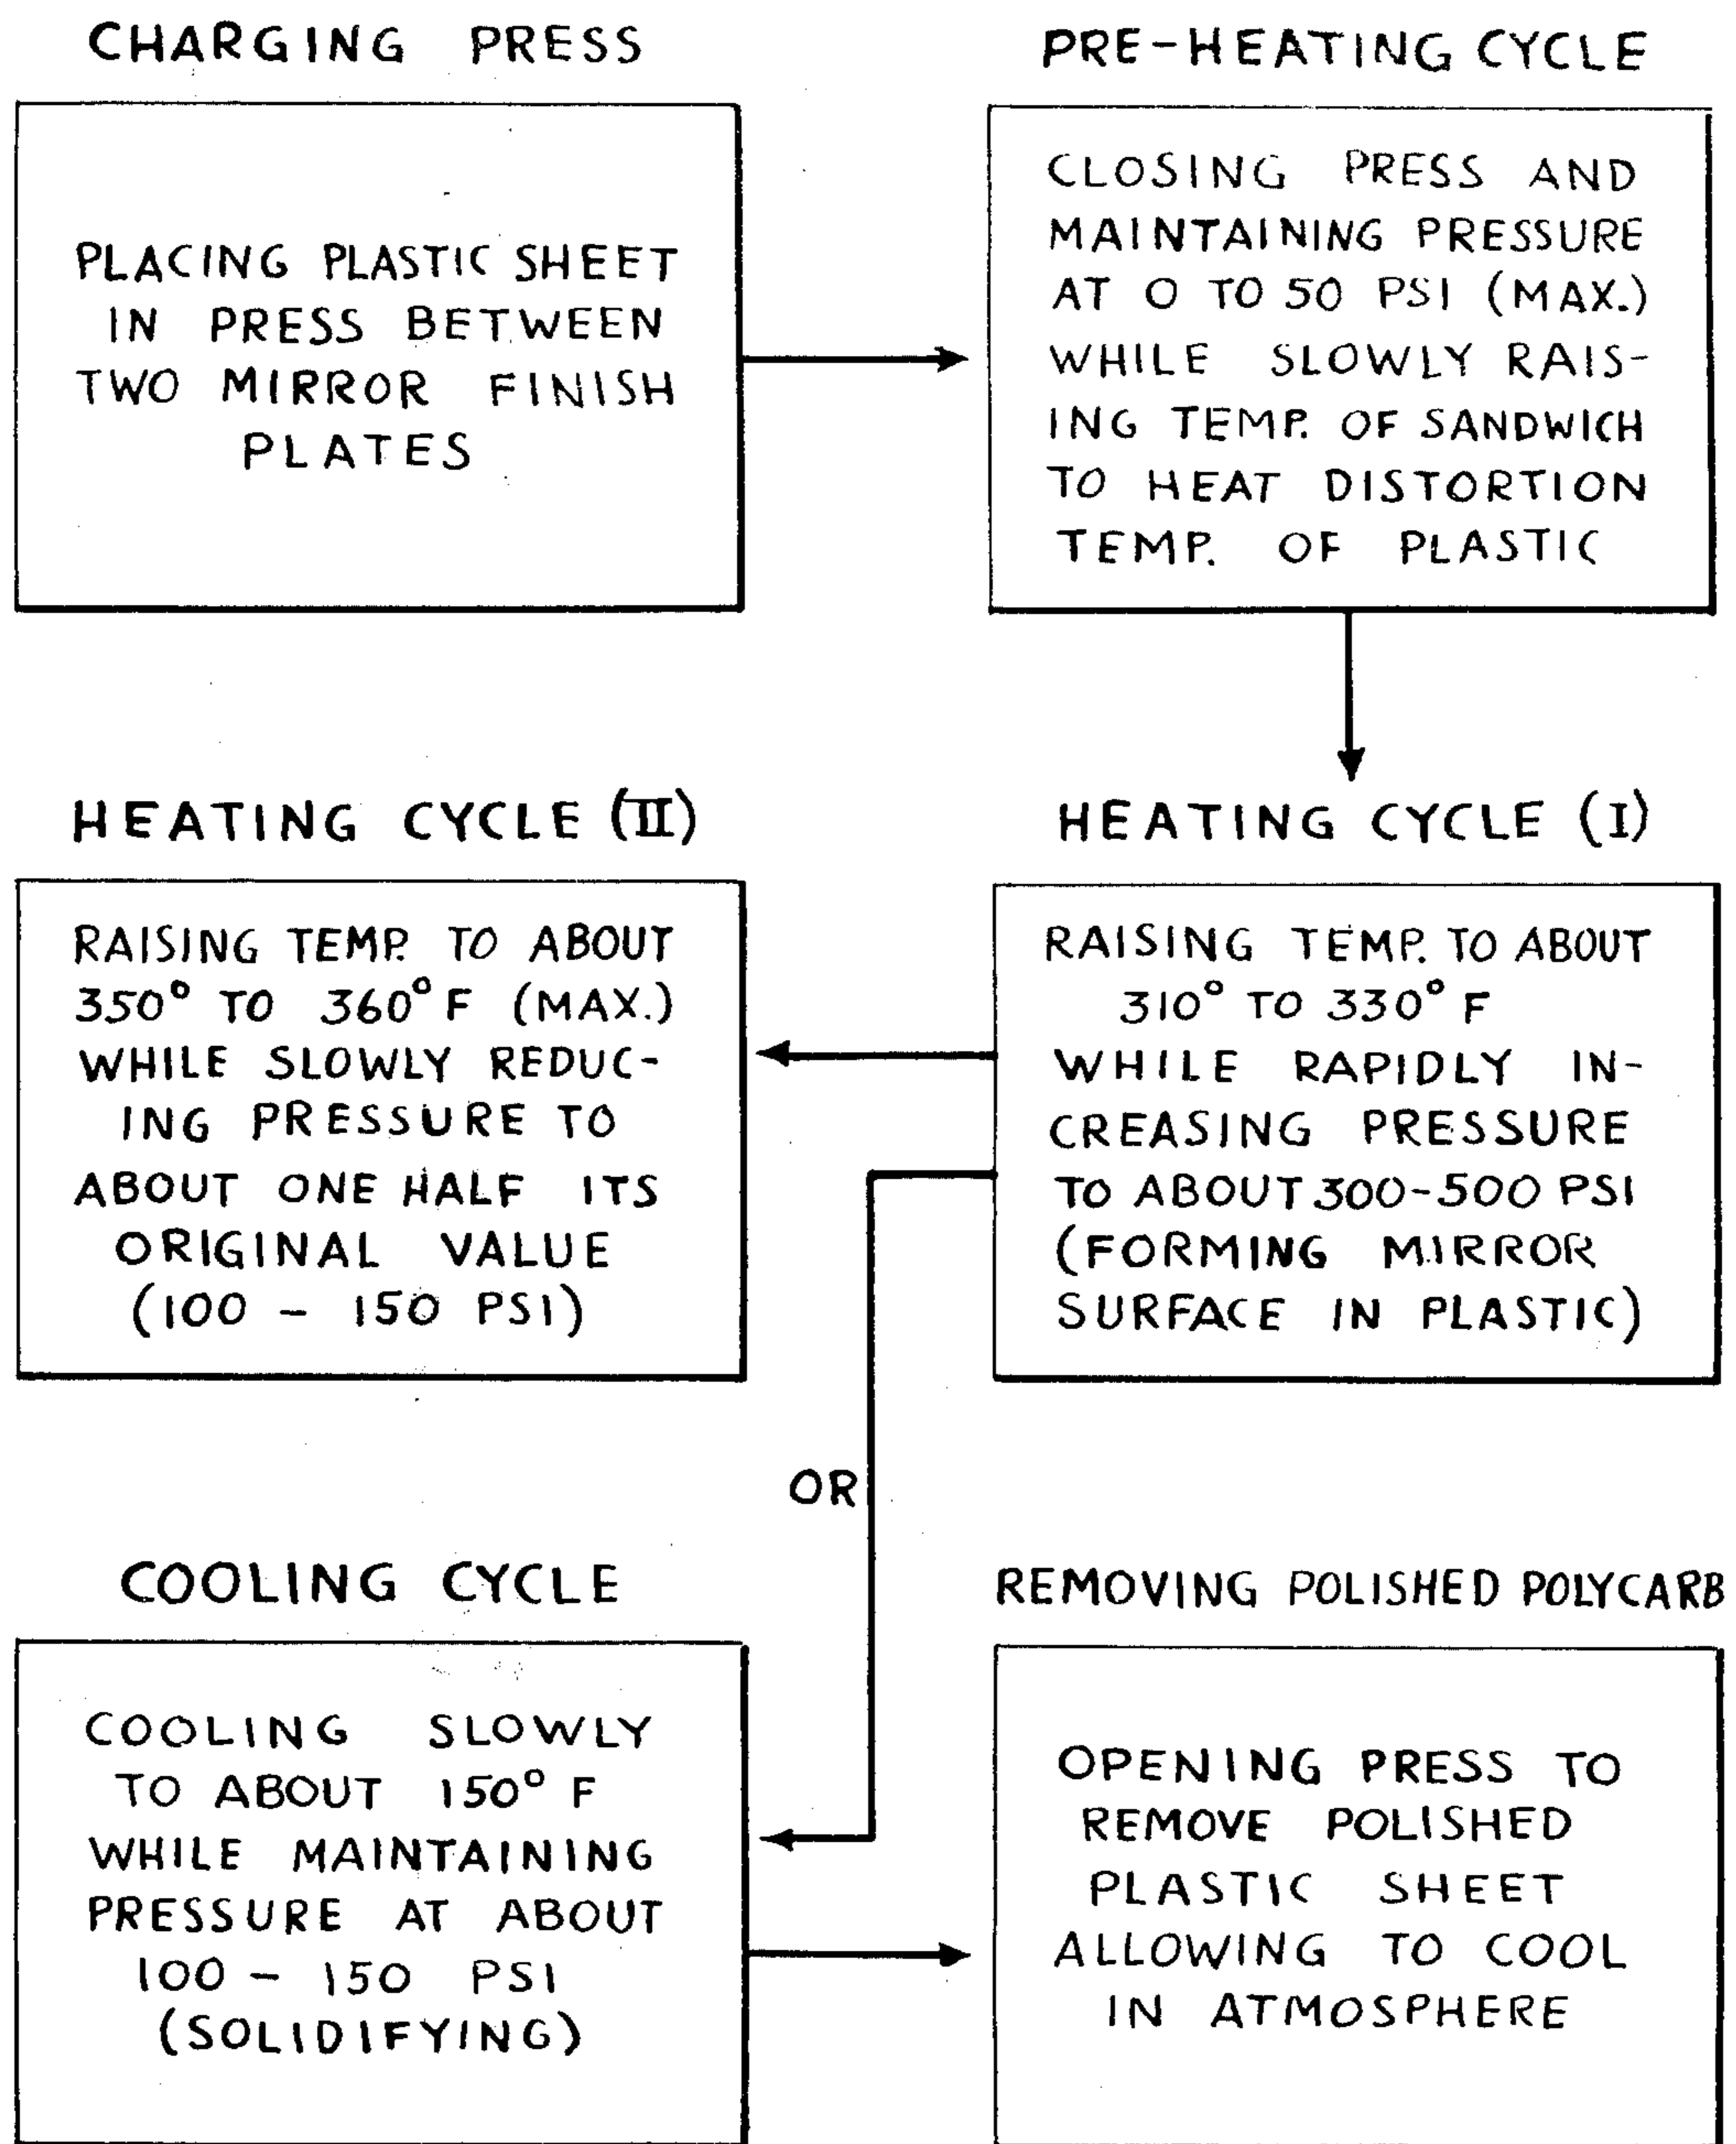 CHARGING PRESS
PLACING PLASTIC SHEET
IN PRESS BETWEEN
TWO MIRROR FINISH
PLATES
PRE-HEATING CYCLE
CLOSING PRESS AND
MAINTAINING PRESSURE
AT 0 TO 50 PSI (MAX.)
WHILE SLOWLY RAIS-
ING TEMP. OF SANDWICH
TO HEAT DISTORTION
TEMP. OF PLASTIC
HEATING CYCLE (I)
RAISING TEMP. TO ABOUT
310° TO 330° F
WHILE RAPIDLY IN-
CREASING PRESSURE
TO ABOUT 300-500 PSI
(FORMING MIRROR
SURFACE IN PLASTIC)
HEATING CYCLE (II)
RAISING TEMP. TO ABOUT
350° TO 360° F (MAX.)
WHILE SLOWLY REDUC-
ING PRESSURE TO
ABOUT ONE HALF ITS
ORIGINAL VALUE
(100 - 150 PSI)
OR
COOLING CYCLE
COOLING SLOWLY
TO ABOUT 150° F
WHILE MAINTAINING
PRESSURE AT ABOUT
100 - 150 PSI
(SOLIDIFYING)
REMOVING POLISHED POLYCARB
OPENING PRESS TO
REMOVE POLISHED
PLASTIC SHEET
ALLOWING TO COOL
IN ATMOSPHERE